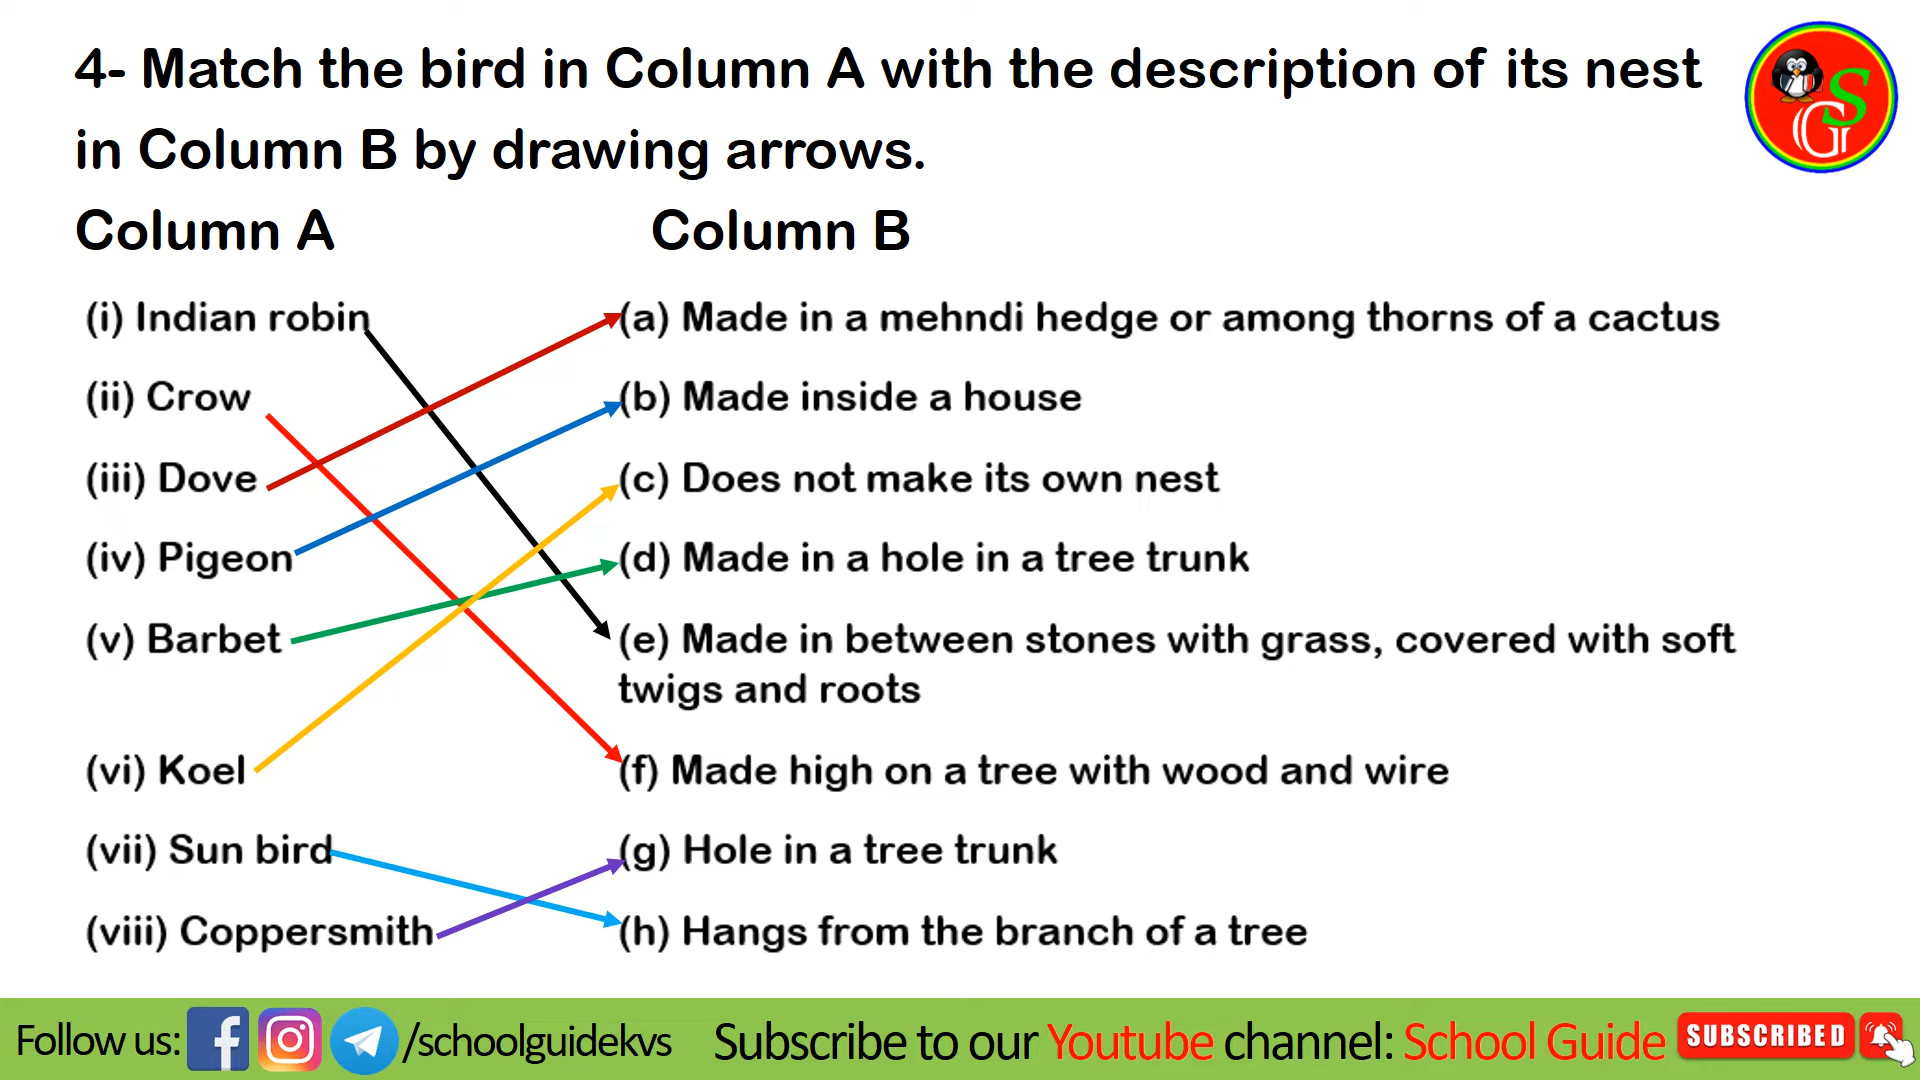 4- Match the bird in Column A with the description of its nest
in Column B by drawing arrows.
Column A Column B
(i) Indian robin (a) Made in a mehndi hedge or among thorns of a cactus
(ii) Crow (b) Made inside a house
(iii) Dove (c) Does not make its own nest
(iv) Pigeon (d) Made in a hole in a tree trunk
(v) Barbet (e) Made in between stones with grass, covered with soft
twigs and roots
(vi) Koel (f) Made high on a tree with wood and wire
(vii) Sun bird (g) Hole in a tree trunk
(viii) Coppersmith (h) Hangs from the branch of a tree
SG
Follow us: /schoolguidekvs Subscribe to our Youtube channel: School Guide SUBSCRIBED